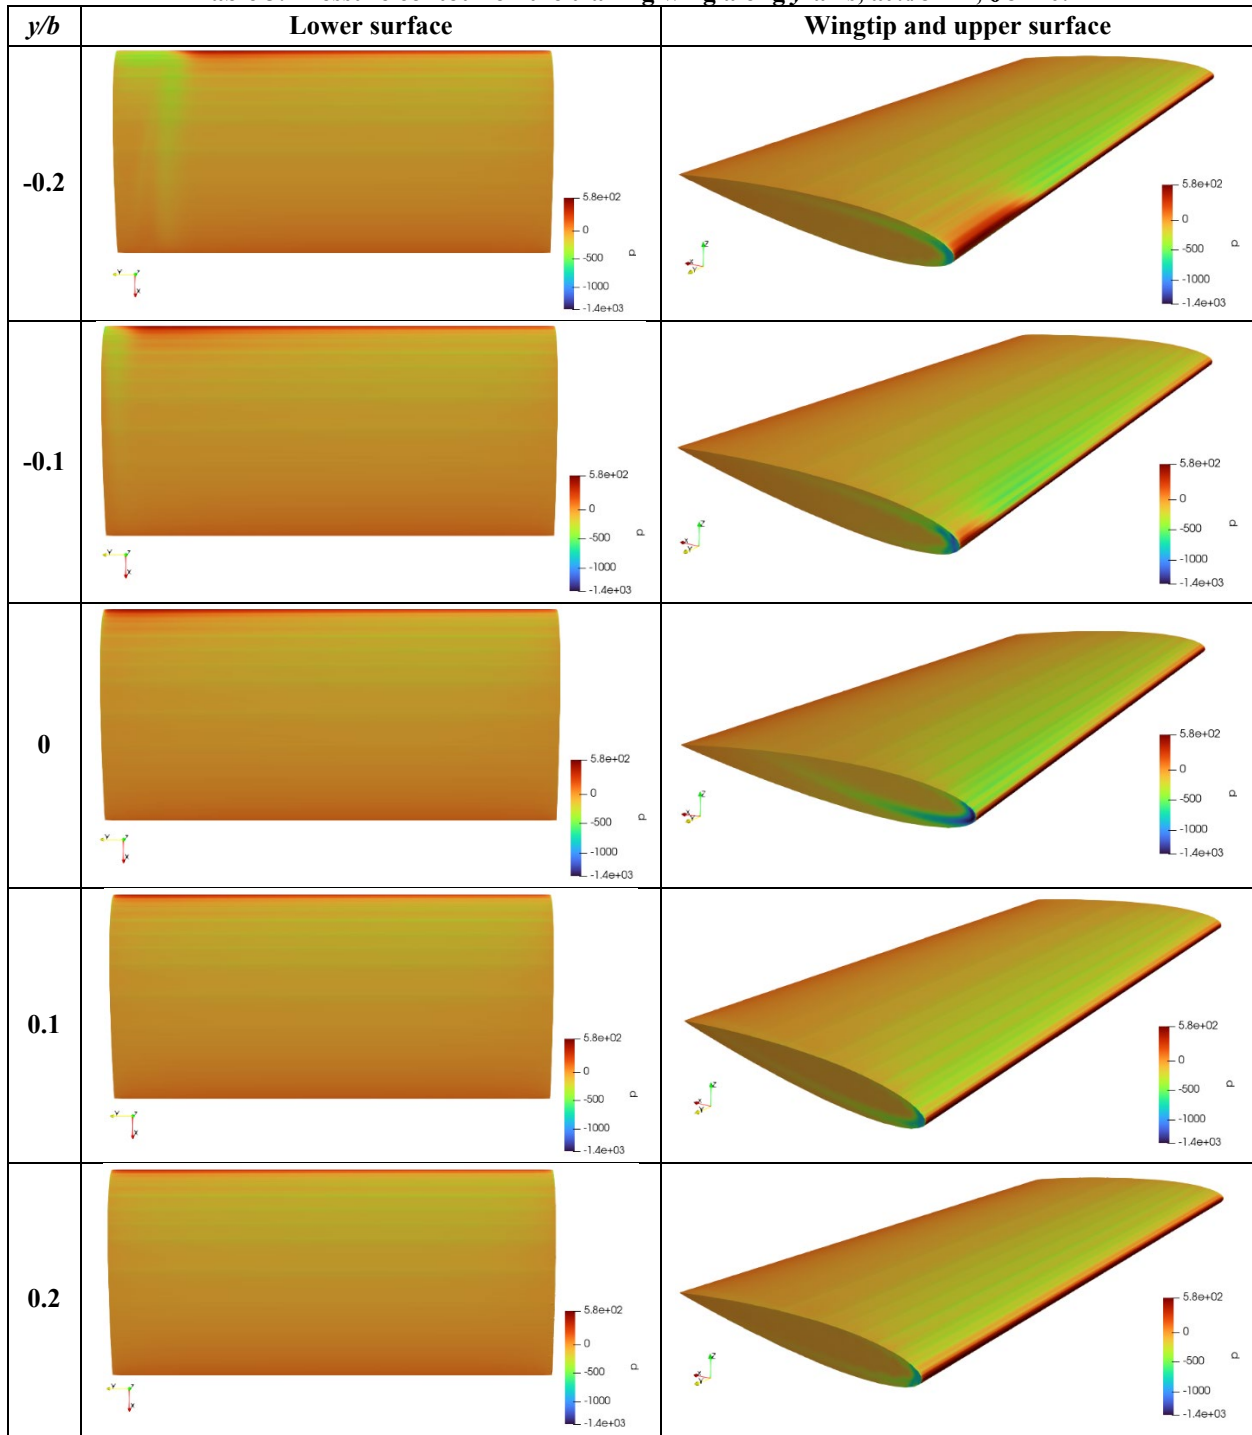 y/b Lower surface Wingtip and upper surface
-0.2
5.8e+02
0
-500
-1000
-1.4e+03
p
Y Z
X
5.8e+02
0
-500
-1000
-1.4e+03
p
Z
X
Y
-0.1
5.8e+02
0
-500
-1000
-1.4e+03
p
Y Z
X
5.8e+02
0
-500
-1000
-1.4e+03
p
Z
X
Y
0
5.8e+02
0
-500
-1000
-1.4e+03
p
Y Z
X
5.8e+02
0
-500
-1000
-1.4e+03
p
Z
X
Y
0.1
5.8e+02
0
-500
-1000
-1.4e+03
p
Y Z
X
5.8e+02
0
-500
-1000
-1.4e+03
p
Z
X
Y
0.2
5.8e+02
0
-500
-1000
-1.4e+03
p
Y Z
X
5.8e+02
0
-500
-1000
-1.4e+03
p
Z
X
Y